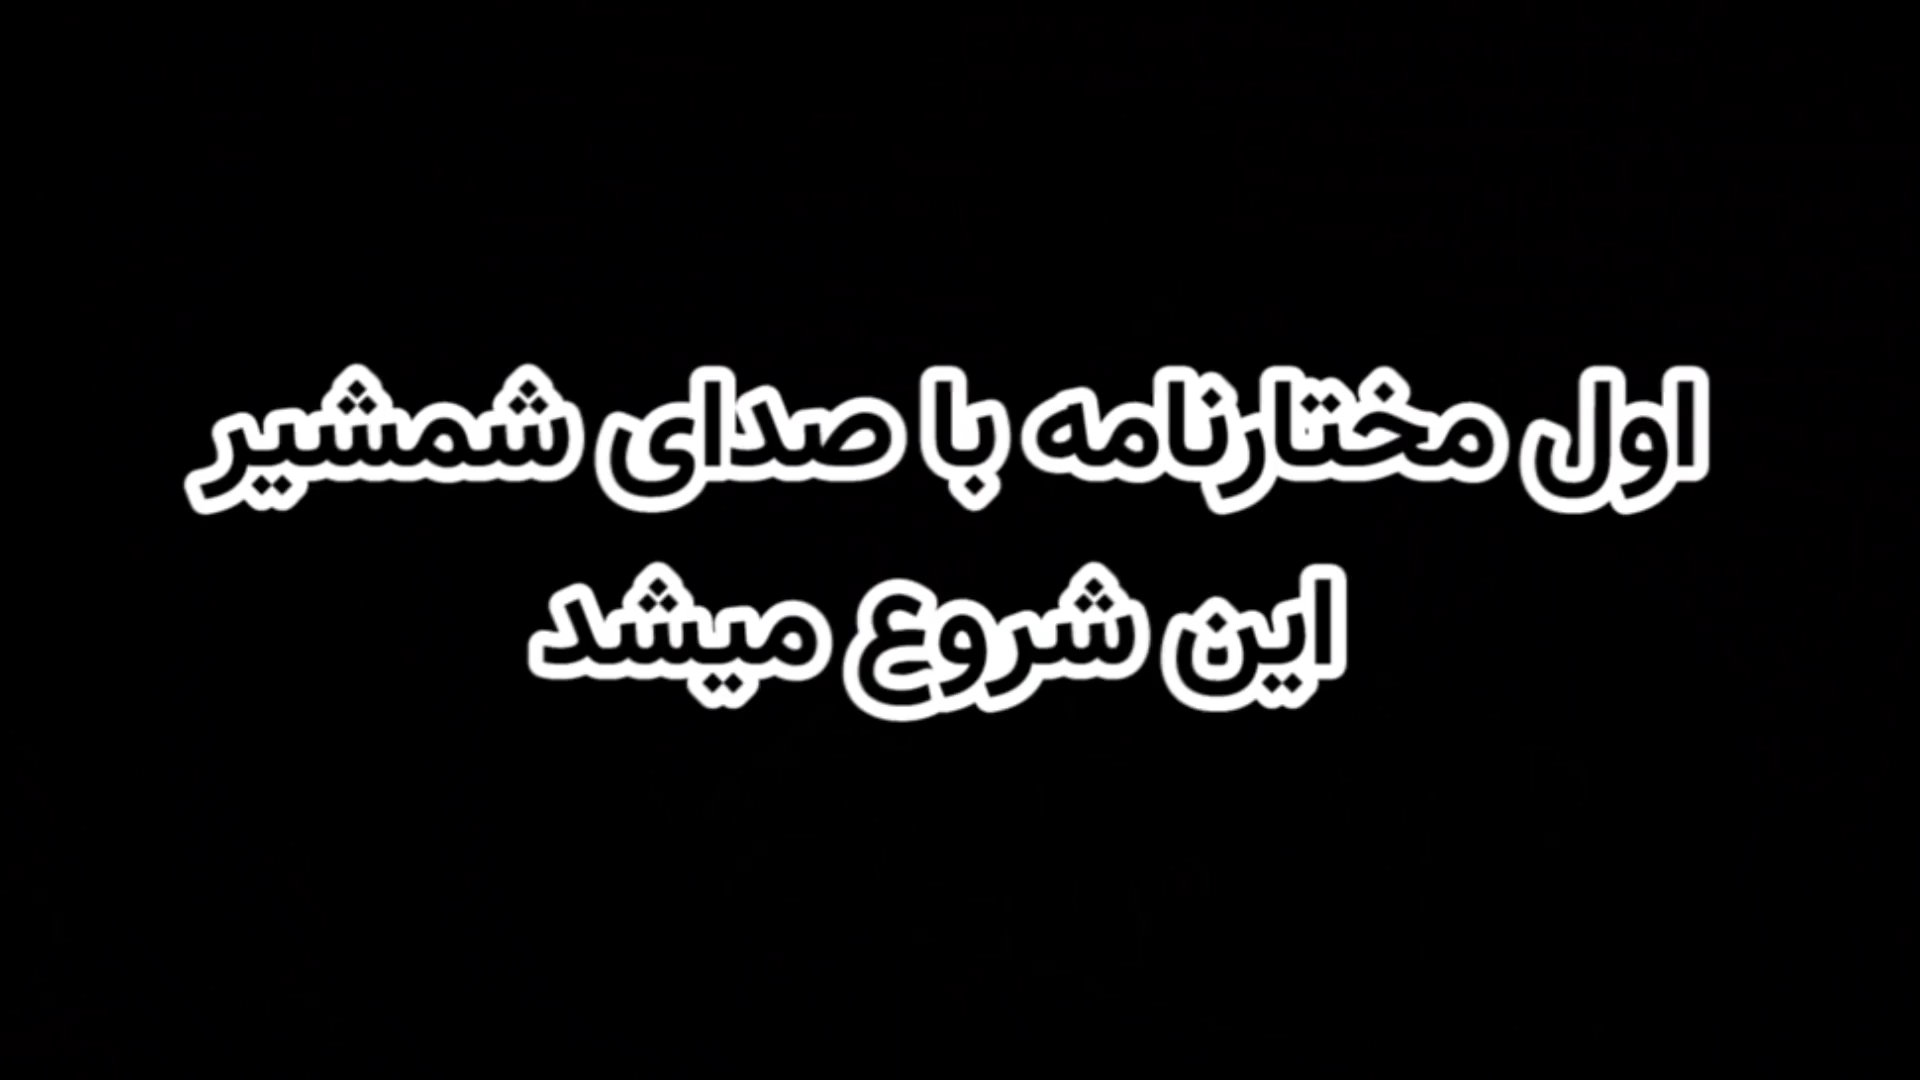 اول مختارنامه با صدای شمشیر
این شروع میشد